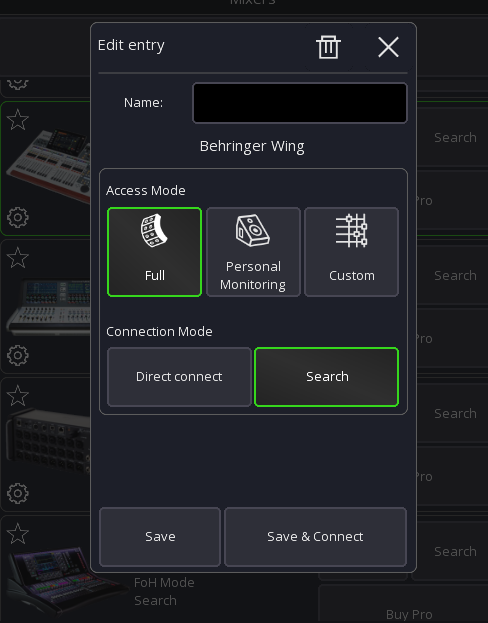 Mixers
Edit entry
Name:
Behringer Wing
Access Mode
Full
Personal
Monitoring
Custom
Connection Mode
Direct connect
Search
Save
Save & Connect
Search
Pro
Search
Pro
Search
Pro
FoH Mode
Search
Search
Buy Pro